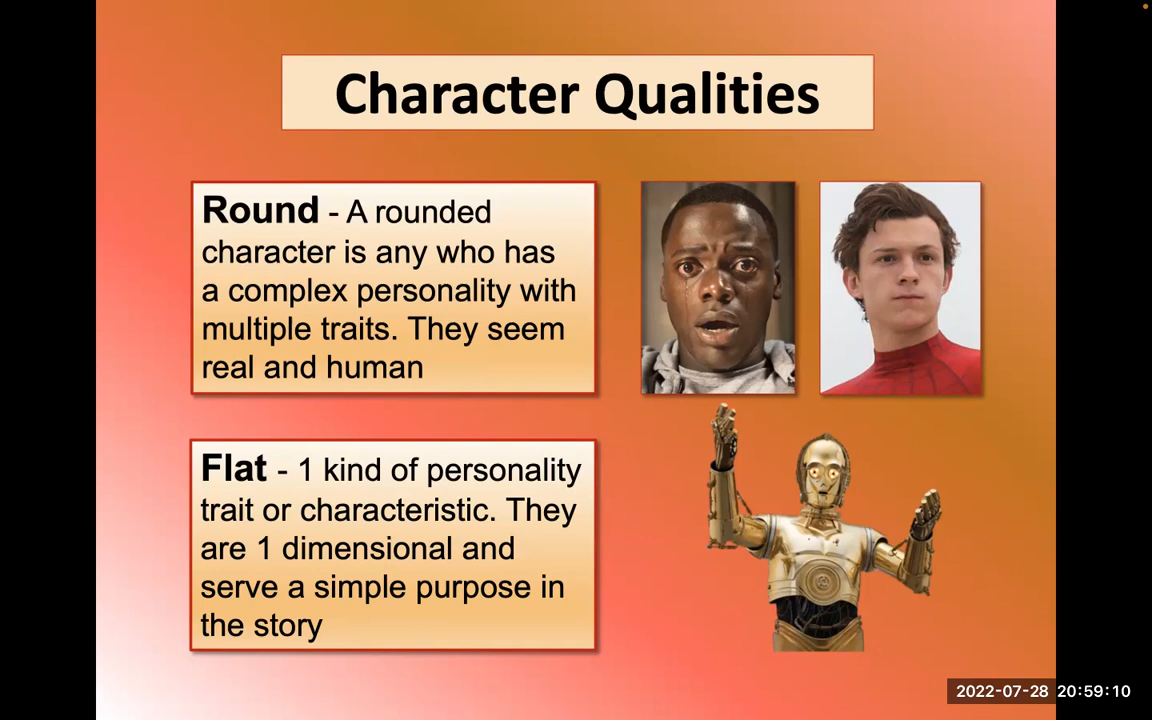 Character Qualities
Round - A rounded
character is any who has
a complex personality with
multiple traits. They seem
real and human
Flat - 1 kind of personality
trait or characteristic. They
are 1 dimensional and
serve a simple purpose in
the story
2022-07-28 20:59:10